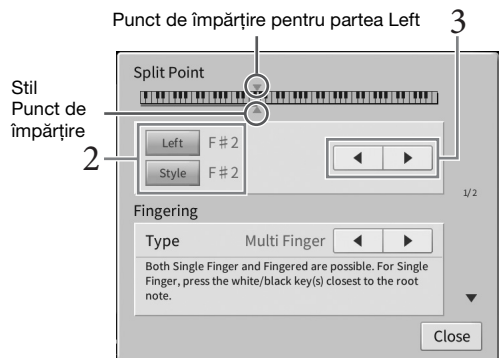 Punct de împărțire pentru partea Left
3
Split Point
Stil
Punct de
împărțire
2
Left F♯2
Style F♯2
1/2
Fingering
Type Multi Finger
Both Single Finger and Fingered are possible. For Single
Finger, press the white/black key(s) closest to the root
note.
Close